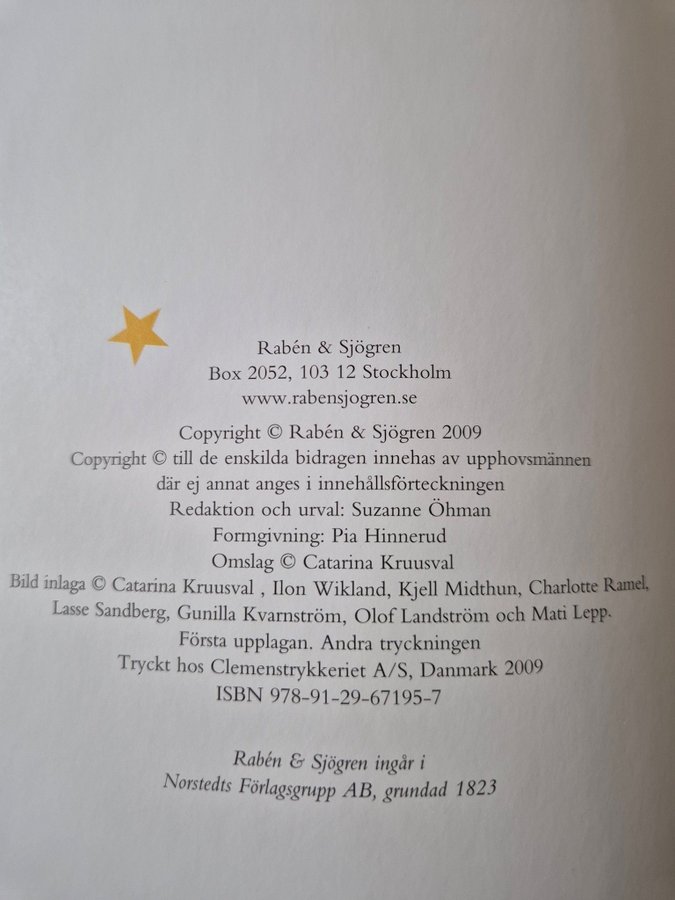 Rabén & Sjögren
Box 2052, 103 12 Stockholm
www.rabensjogren.se
Copyright © Rabén & Sjögren 2009
Copyright © till de enskilda bidragen innehas av upphovsmännen
där ej annat anges i innehållsförteckningen
Redaktion och urval: Suzanne Öhman
Formgivning: Pia Hinnerud
Omslag © Catarina Kruusval
Bild inlaga © Catarina Kruusval , Ilon Wikland, Kjell Midthun, Charlotte Ramel,
Lasse Sandberg, Gunilla Kvarnström, Olof Landström och Mati Lepp.
Första upplagan. Andra tryckningen
Tryckt hos Clemenstrykkeriet A/S, Danmark 2009
ISBN 978-91-29-67195-7
Rabén & Sjögren ingår i
Norstedts Förlagsgrupp AB, grundad 1823